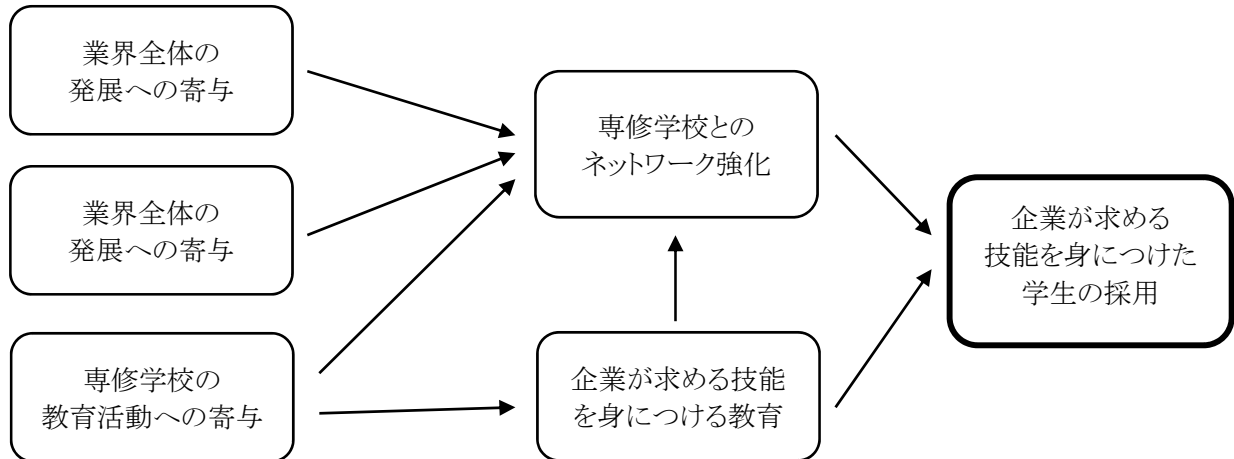 業界全体の
発展への寄与
業界全体の
発展への寄与
専修学校の
教育活動への寄与
専修学校との
ネットワーク強化
企業が求める技能
を身につける教育
企業が求める
技能を身につけた
学生の採用